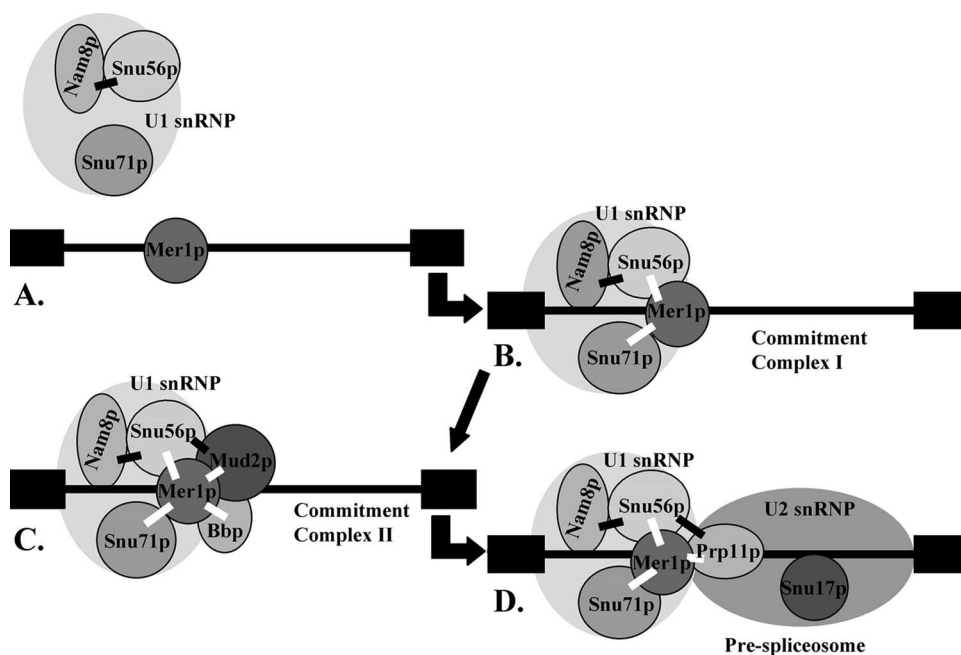 Nam8p
Snu56p
U1 snRNP
Snu71p
Mer1p
A.
U1 snRNP
Nam8p
Snu56p
Mer1p
Snu71p
Commitment
Complex I
B.
U1 snRNP
Nam8p
Snu56p
Mud2p
Mer1p
Bbp
Snu71p
Commitment
Complex II
C.
U1 snRNP
Nam8p
Snu56p
U2 snRNP
Prp11p
Mer1p
Snu17p
Snu71p
D.
Pre-spliceosome